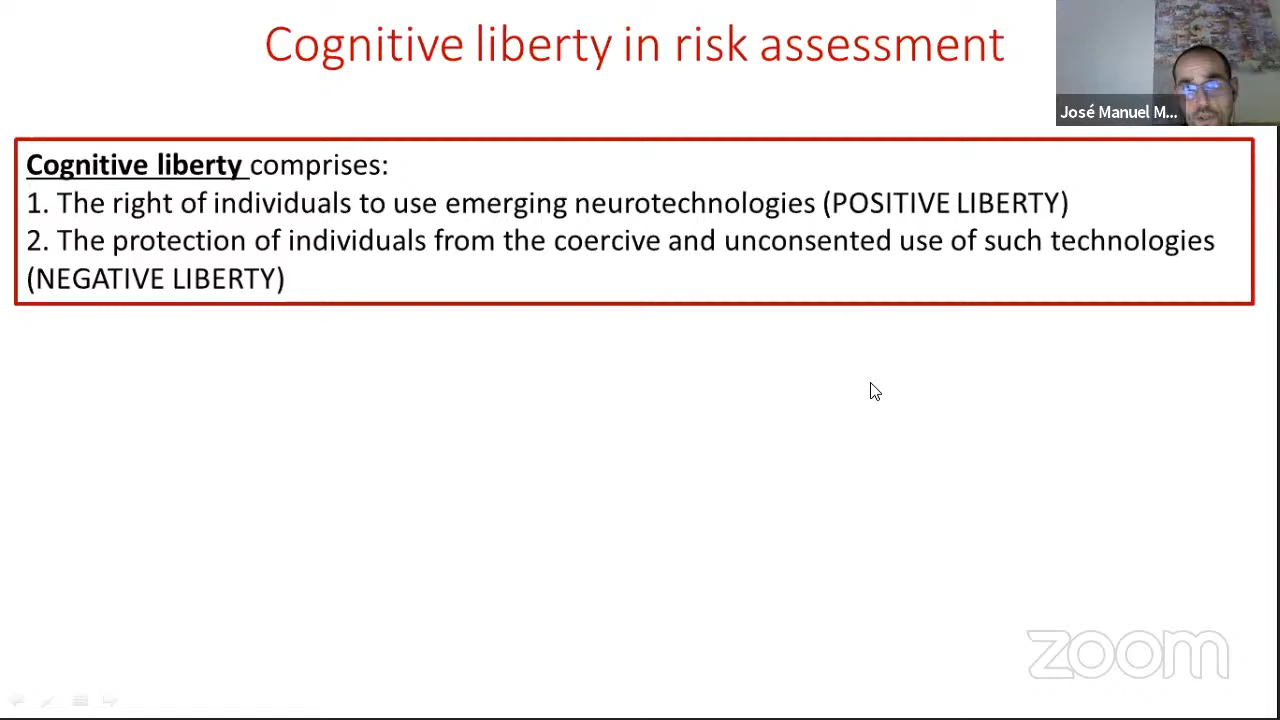 Cognitive liberty in risk assessment
José Manuel M...
Cognitive liberty comprises:
1. The right of individuals to use emerging neurotechnologies (POSITIVE LIBERTY)
2. The protection of individuals from the coercive and unconsented use of such technologies
(NEGATIVE LIBERTY)
zoom